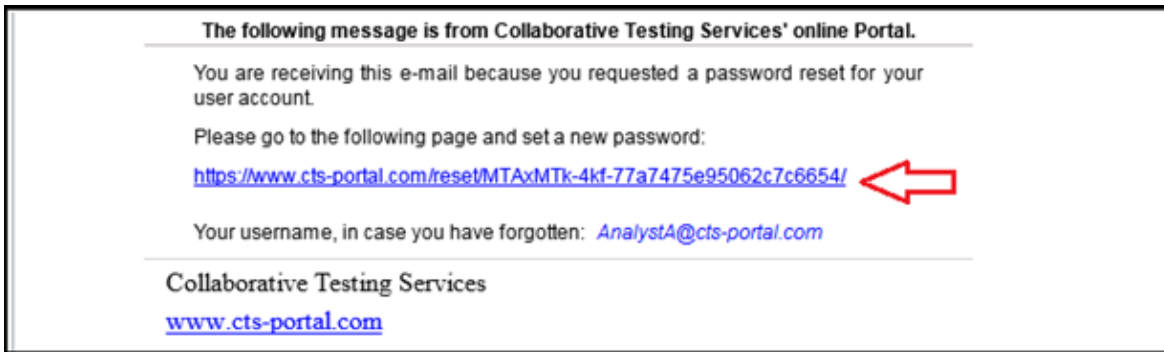 The following message is from Collaborative Testing Services' online Portal.
You are receiving this e-mail because you requested a password reset for your
user account.
Please go to the following page and set a new password:
https://www.cts-portal.com/reset/MTAxMTk-4kf-77a7475e95062c7c6654/
Your username, in case you have forgotten: AnalystA@cts-portal.com
Collaborative Testing Services
www.cts-portal.com